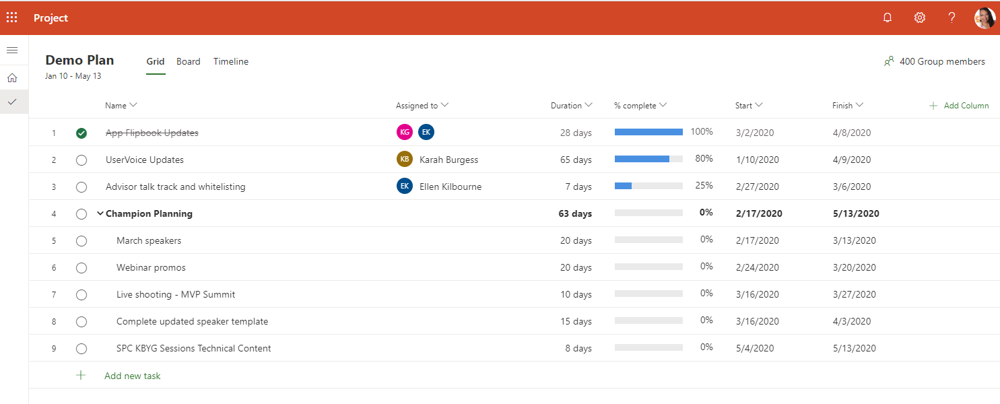 Project
Demo Plan Grid Board Timeline 400 Group members
Jan 10 - May 13
Name Assigned to Duration % complete Start Finish Add Column
1 App Flipbook Updates KG EK 28 days 100% 3/2/2020 4/8/2020
2 UserVoice Updates KB Karah Burgess 65 days 80% 1/10/2020 4/9/2020
3 Advisor talk track and whitelisting EK Ellen Kilbourne 7 days 25% 2/27/2020 3/6/2020
4 Champion Planning 63 days 0% 2/17/2020 5/13/2020
5 March speakers 20 days 0% 2/17/2020 3/13/2020
6 Webinar promos 20 days 0% 2/24/2020 3/20/2020
7 Live shooting - MVP Summit 10 days 0% 3/16/2020 3/27/2020
8 Complete updated speaker template 15 days 0% 3/16/2020 4/3/2020
9 SPC KBYG Sessions Technical Content 8 days 0% 5/4/2020 5/13/2020
Add new task